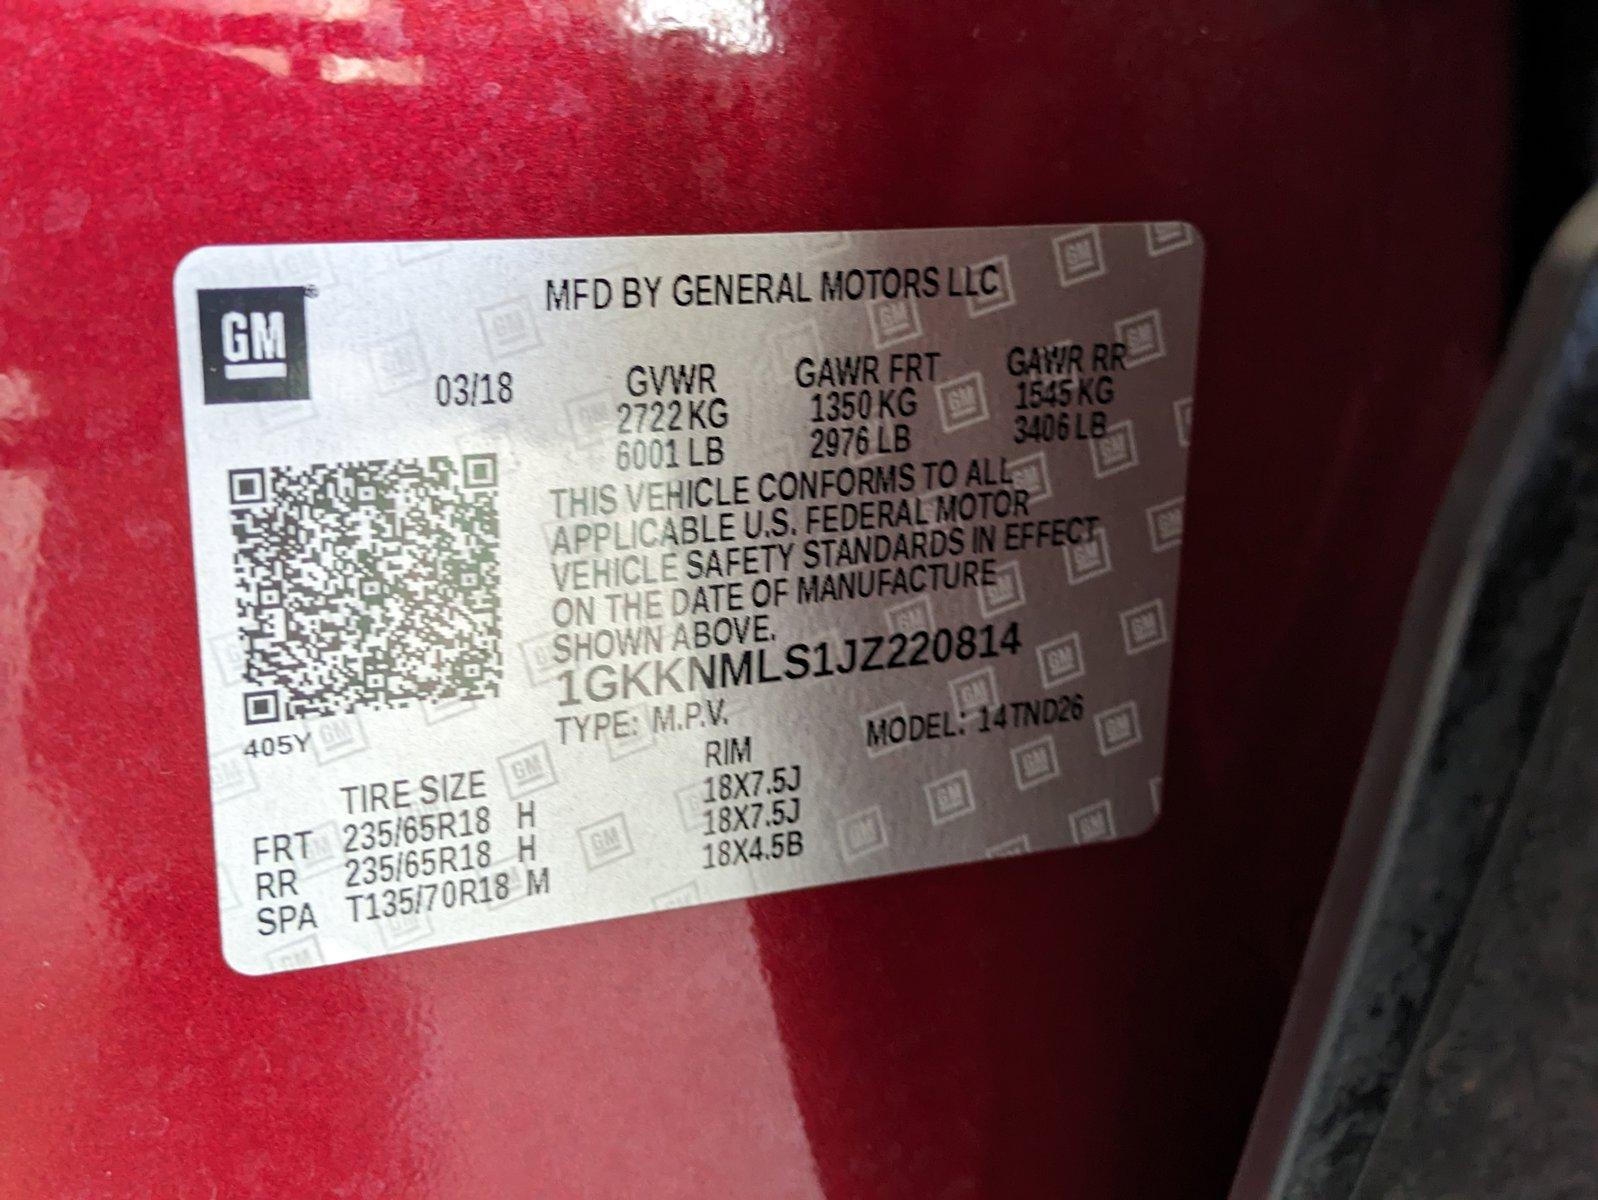 GM
MFD BY GENERAL MOTORS LLC
03/18 GVWR GAWR FRT GAWR RR
2722 KG 1350 KG 1545 KG
6001 LB 2976 LB 3406 LB
THIS VEHICLE CONFORMS TO ALL
APPLICABLE U.S. FEDERAL MOTOR
VEHICLE SAFETY STANDARDS IN EFFECT
ON THE DATE OF MANUFACTURE
SHOWN ABOVE.
1GKKNMLS1JZ220814
TYPE: M.P.V. MODEL: 14TND26
405Y
TIRE SIZE RIM
FRT 235/65R18 H 18X7.5J
RR 235/65R18 H 18X7.5J
SPA T135/70R18 M 18X4.5B